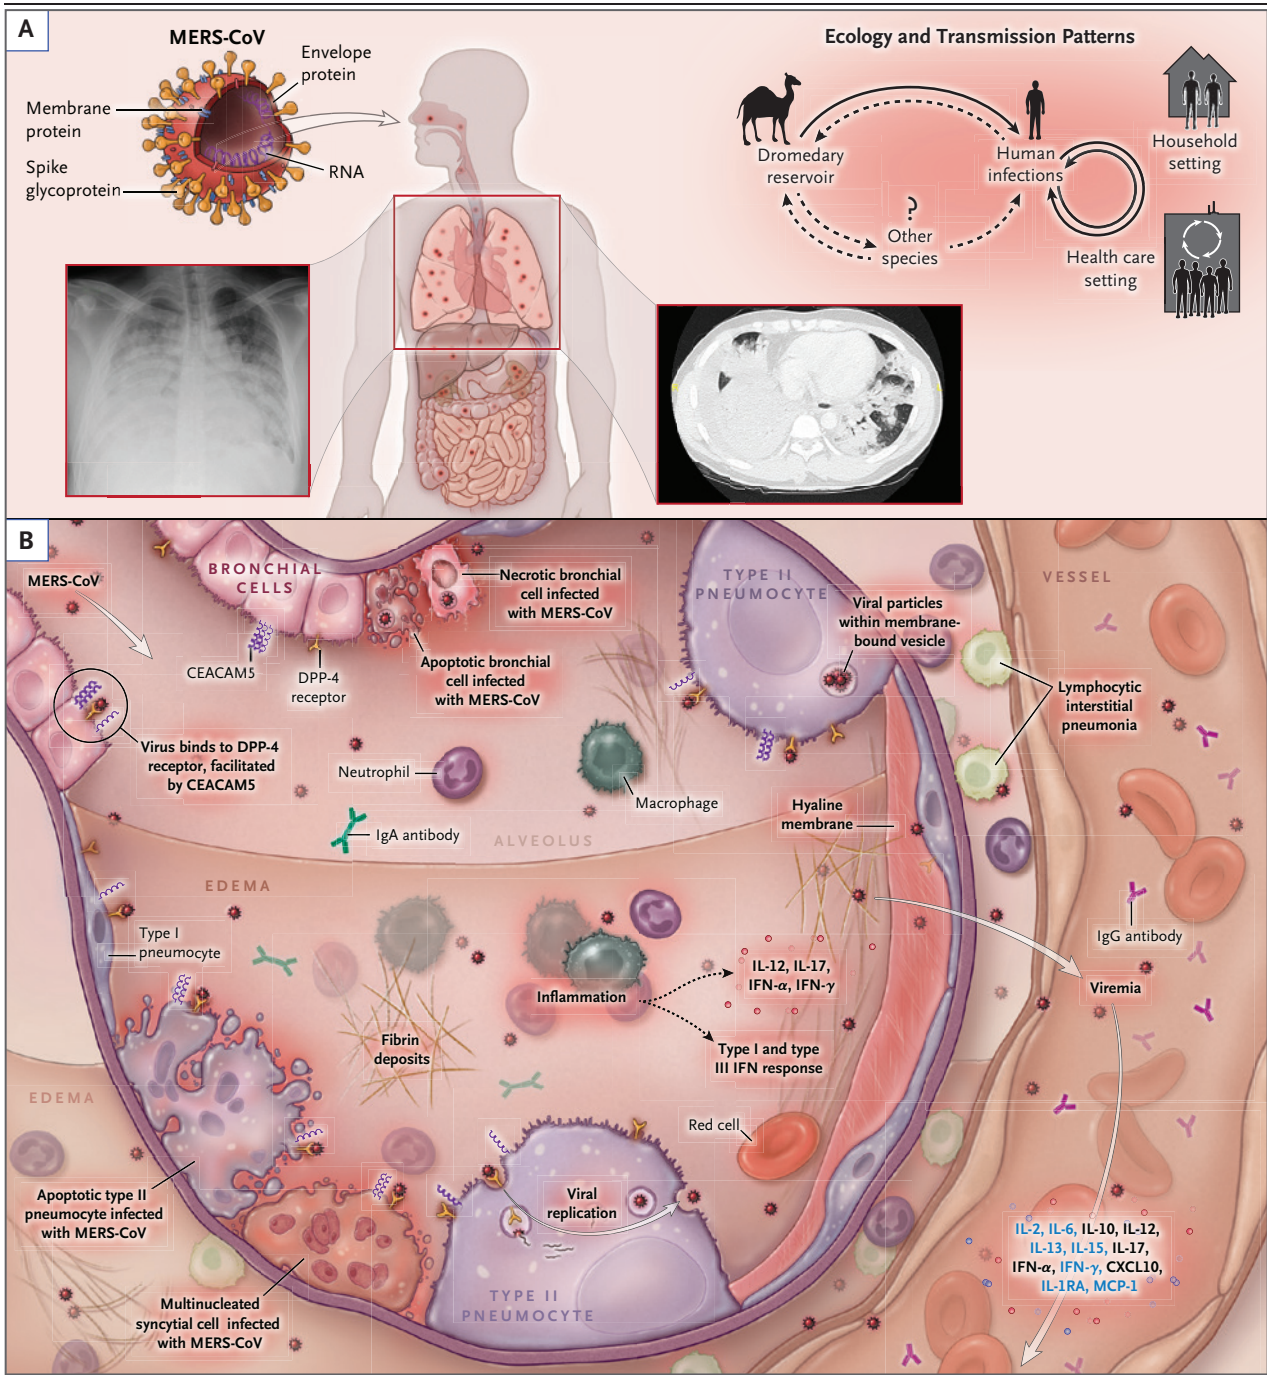 A
MERS-CoV
Envelope
protein
Membrane
protein
Spike
glycoprotein
RNA
Ecology and Transmission Patterns
Dromedary
reservoir
Human
infections
?
Other
species
Household
setting
Health care
setting
B
MERS-CoV
BRONCHIAL
CELLS
Necrotic bronchial
cell infected
with MERS-CoV
CEACAM5
DPP-4
receptor
Apoptotic bronchial
cell infected
with MERS-CoV
Virus binds to DPP-4
receptor, facilitated
by CEACAM5
TYPE II
PNEUMOCYTE
Viral particles
within membrane-
bound vesicle
VESSEL
Lymphocytic
interstitial
pneumonia
Neutrophil
Macrophage
IgA antibody
ALVEOLUS
Hyaline
membrane
EDEMA
Type I
pneumocyte
IgG antibody
Viremia
Inflammation
IL-12, IL-17,
IFN-α, IFN-γ
Type I and type
III IFN response
Fibrin
deposits
EDEMA
Red cell
Apoptotic type II
pneumocyte infected
with MERS-CoV
Viral
replication
TYPE II
PNEUMOCYTE
Multinucleated
syncytial cell infected
with MERS-CoV
IL-2, IL-6, IL-10, IL-12,
IL-13, IL-15, IL-17,
IFN-α, IFN-γ, CXCL10,
IL-1RA, MCP-1